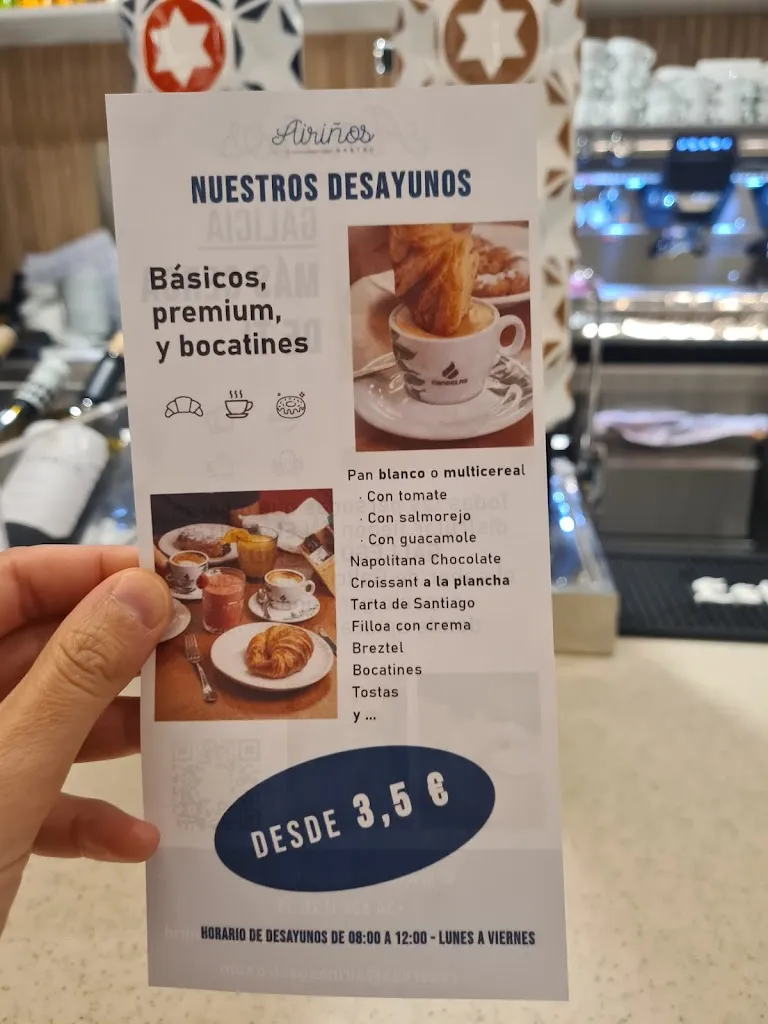 Airiños
GASTRO
NUESTROS DESAYUNOS
Básicos,
premium,
y bocatines
Pan blanco o multicereal
· Con tomate
· Con salmorejo
· Con guacamole
Napolitana Chocolate
Croissant a la plancha
Tarta de Santiago
Filloa con crema
Breztel
Bocatines
Tostas
y ...
DESDE 3,5 €
HORARIO DE DESAYUNOS DE 08:00 A 12:00 - LUNES A VIERNES